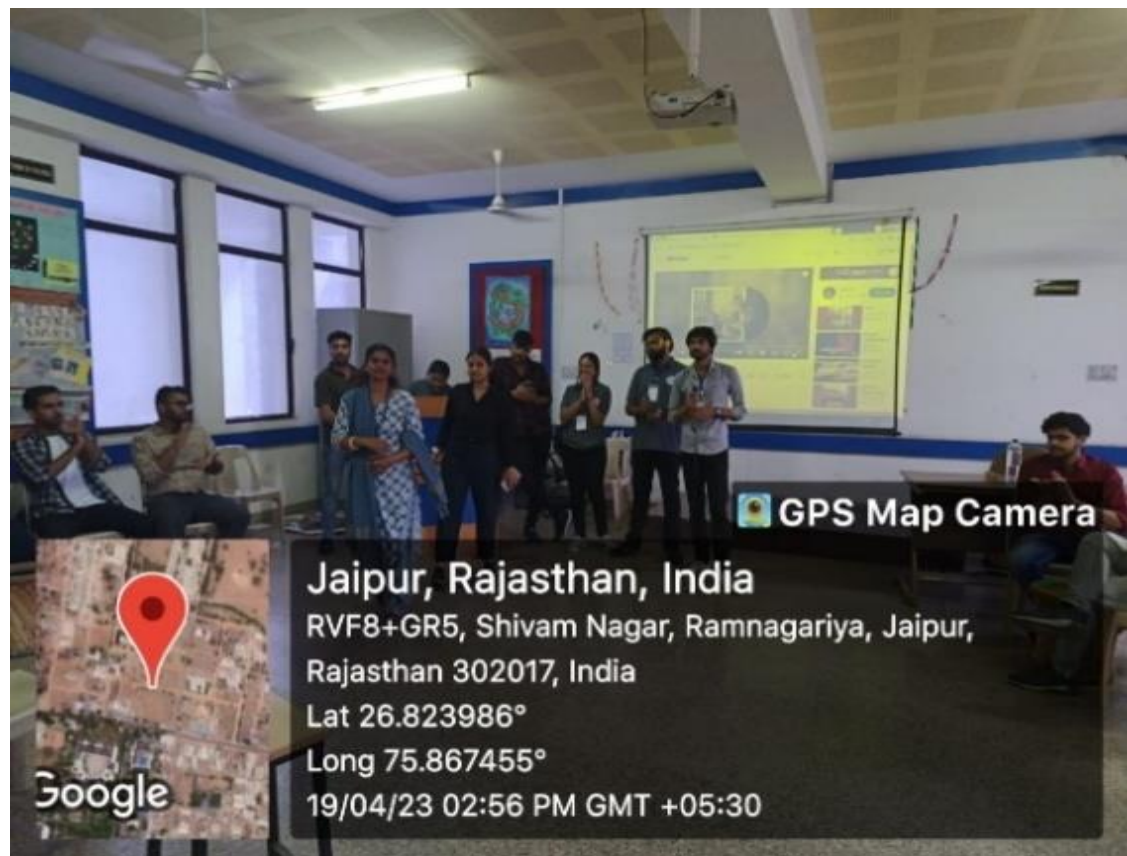 GPS Map Camera
Jaipur, Rajasthan, India
RVF8+GR5, Shivam Nagar, Ramnagariya, Jaipur,
Rajasthan 302017, India
Lat 26.823986°
Long 75.867455°
19/04/23 02:56 PM GMT +05:30
Google